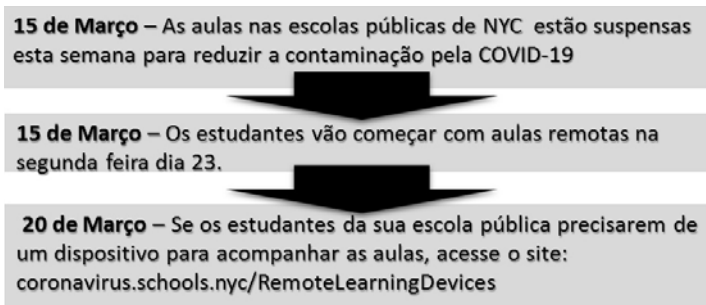 15 de Março – As aulas nas escolas públicas de NYC estão suspensas
esta semana para reduzir a contaminação pela COVID-19
15 de Março – Os estudantes vão começar com aulas remotas na
segunda feira dia 23.
20 de Março – Se os estudantes da sua escola pública precisarem de
um dispositivo para acompanhar as aulas, acesse o site:
coronavirus.schools.nyc/RemoteLearningDevices